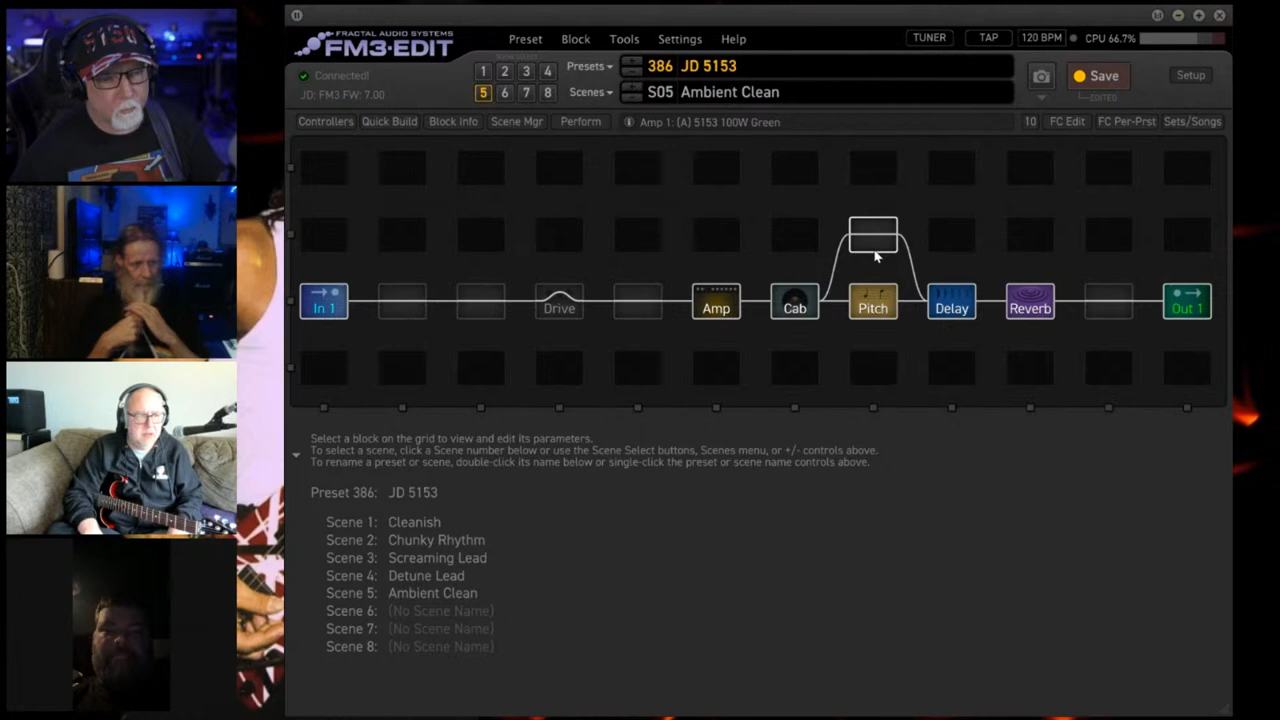 5130
FRACTAL AUDIO SYSTEMS
FM3-EDIT
Preset Block Tools Settings Help
TUNER TAP 120 BPM CPU 66.7%
Connected!
JD: FM3 FW: 7.00
1 2 3 4
5 6 7 8
Presets 386 JD 5153
Scenes S05 Ambient Clean
Save
EDITED
Setup
Controllers Quick Build Block Info Scene Mgr Perform Amp 1: (A) 5153 100W Green 10 FC Edit FC Per-Prst Sets/Songs
In 1 Drive Amp Cab Pitch Delay Reverb Out 1
Select a block on the grid to view and edit its parameters.
To select a scene, click a Scene number below or use the Scene Select buttons, Scenes menu, or +/- controls above.
To rename a preset or scene, double-click its name below or single-click the preset or scene name controls above.
Preset 386: JD 5153
Scene 1: Cleanish
Scene 2: Chunky Rhythm
Scene 3: Screaming Lead
Scene 4: Detune Lead
Scene 5: Ambient Clean
Scene 6: (No Scene Name)
Scene 7: (No Scene Name)
Scene 8: (No Scene Name)